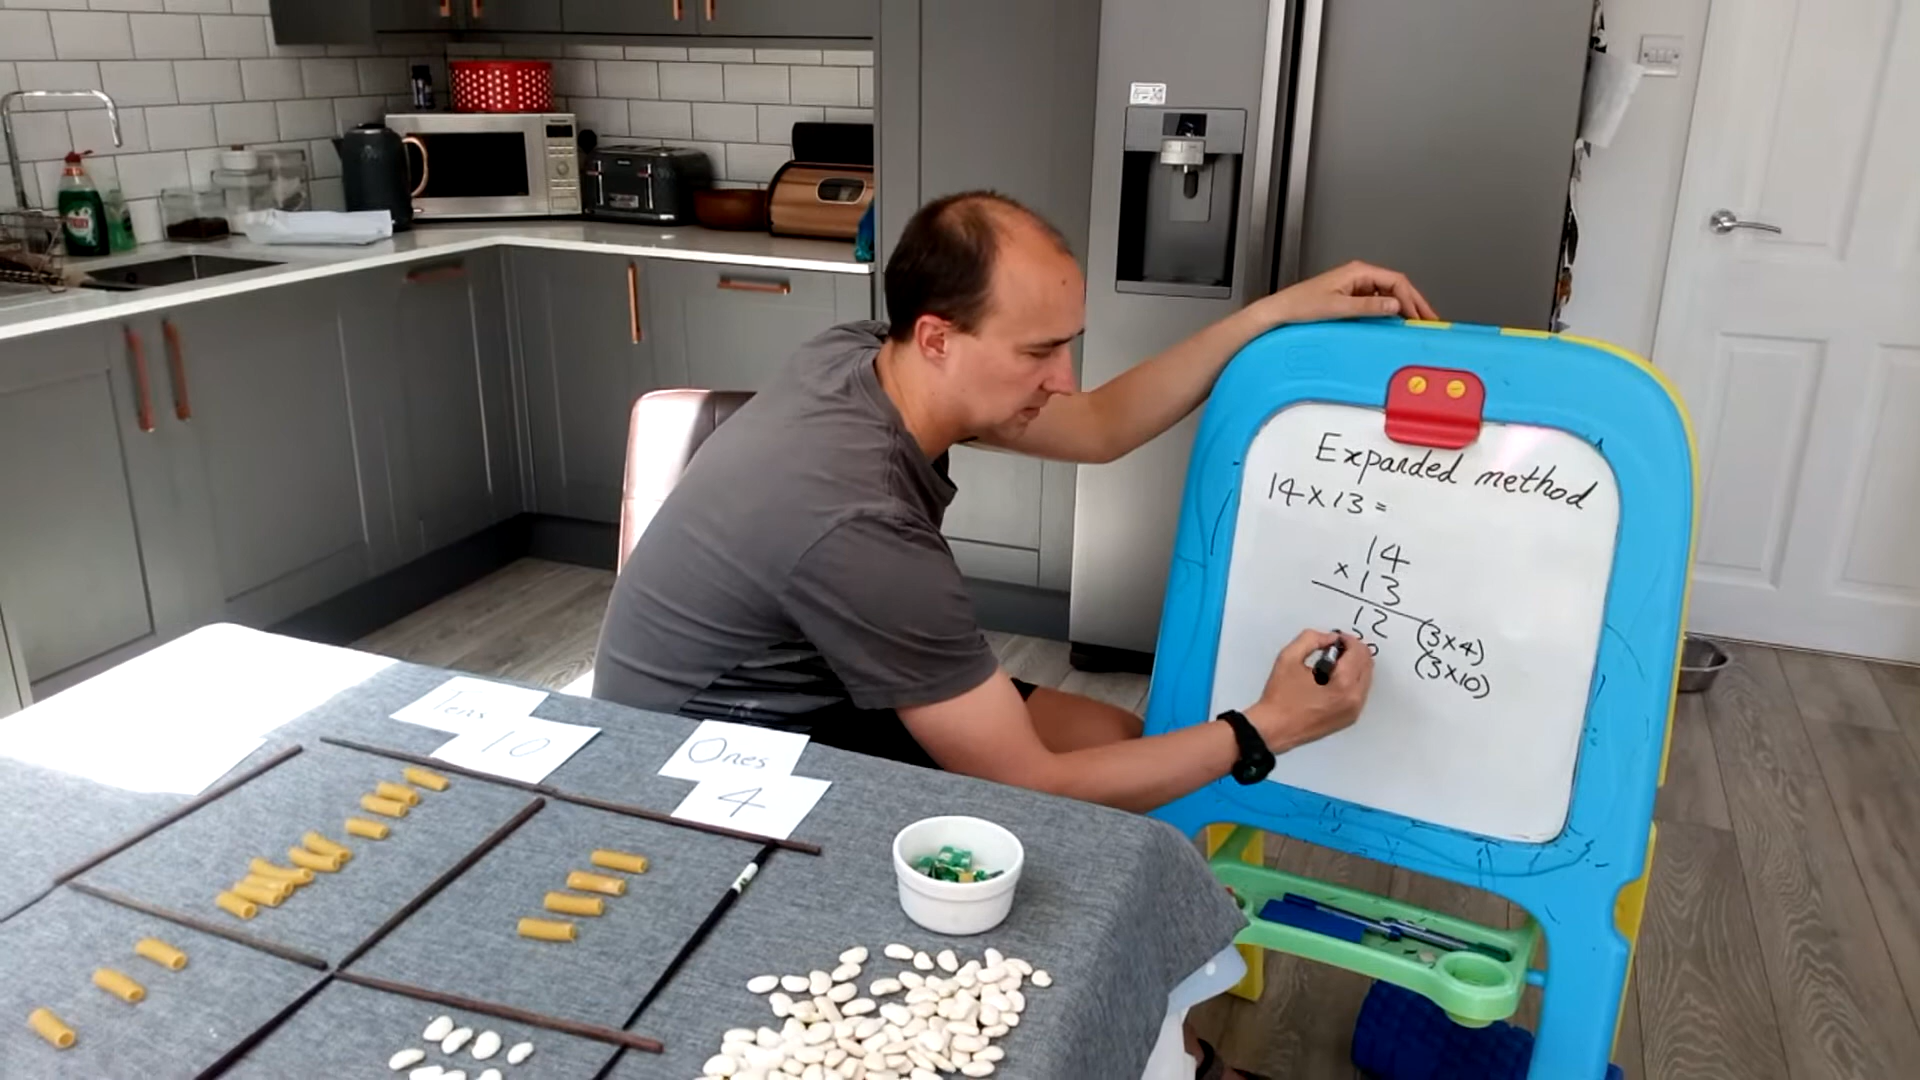 Expanded method
14 x 13 =
14
x 13
12 (3x4)
(3x10)
Tens
10
Ones
4